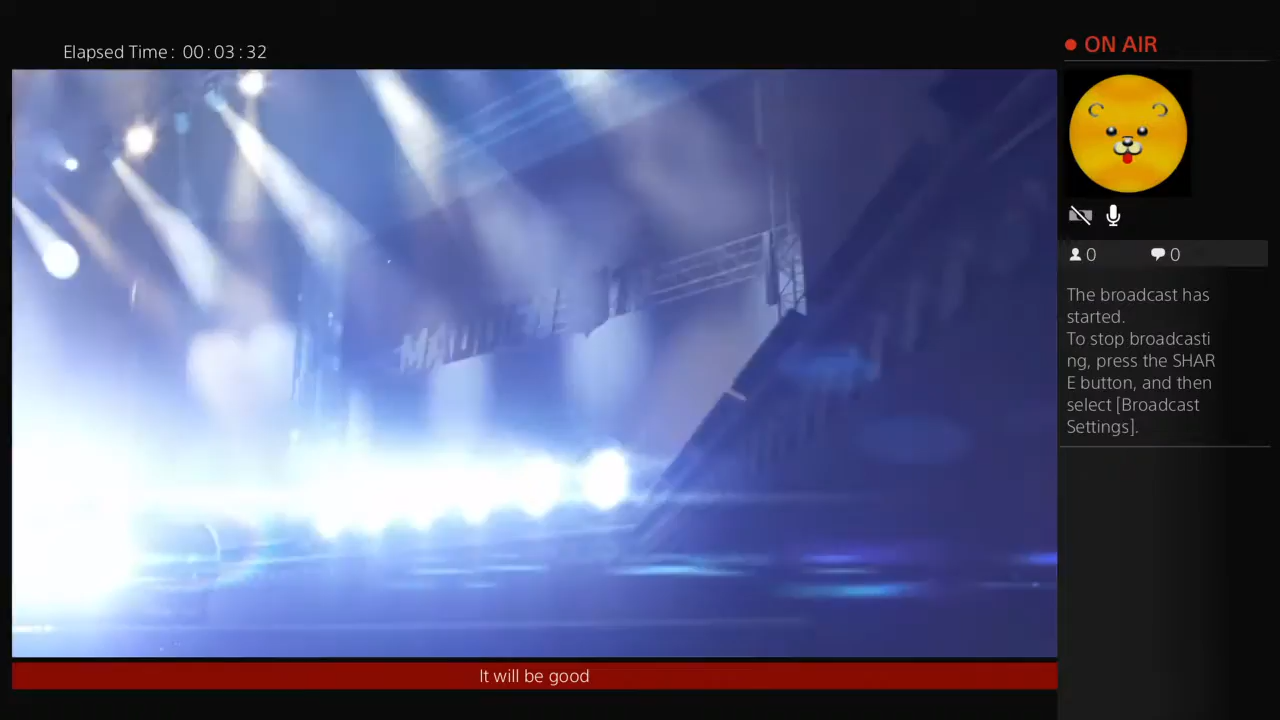 Elapsed Time: 00:03:32
ON AIR
0
0
The broadcast has
started.
To stop broadcasti
ng, press the SHAR
E button, and then
select [Broadcast
Settings].
It will be good